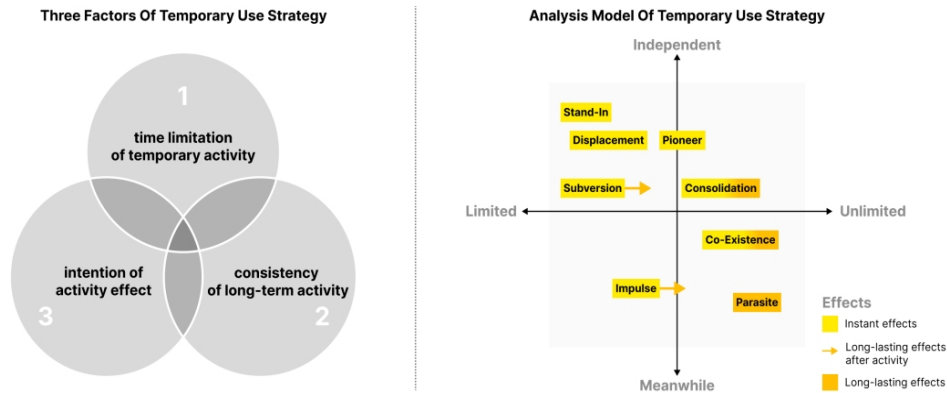 Three Factors Of Temporary Use Strategy
1
time limitation
of temporary activity
intention of
activity effect
3
consistency
of long-term activity
2
Analysis Model Of Temporary Use Strategy
Independent
Stand-In
Displacement
Pioneer
Subversion
Consolidation
Limited
Unlimited
Co-Existence
Impulse
Parasite
Meanwhile
Effects
Instant effects
Long-lasting effects
after activity
Long-lasting effects